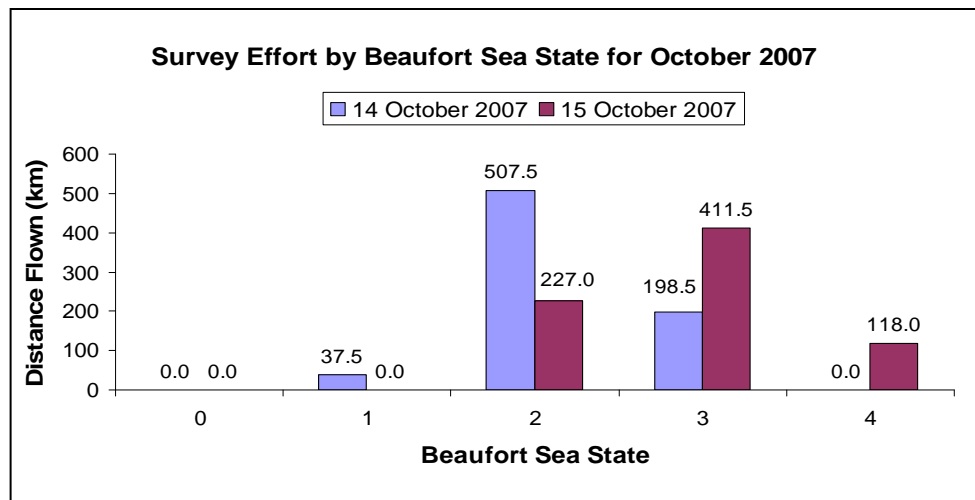 Survey Effort by Beaufort Sea State for October 2007
14 October 2007 15 October 2007
Distance Flown (km)
600
500
400
300
200
100
0
0.0 0.0
37.5 0.0
507.5 227.0
198.5 411.5
0.0 118.0
0 1 2 3 4
Beaufort Sea State